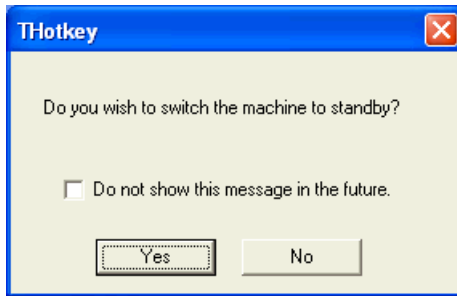 THotkey
Do you wish to switch the machine to standby?
Do not show this message in the future.
Yes
No